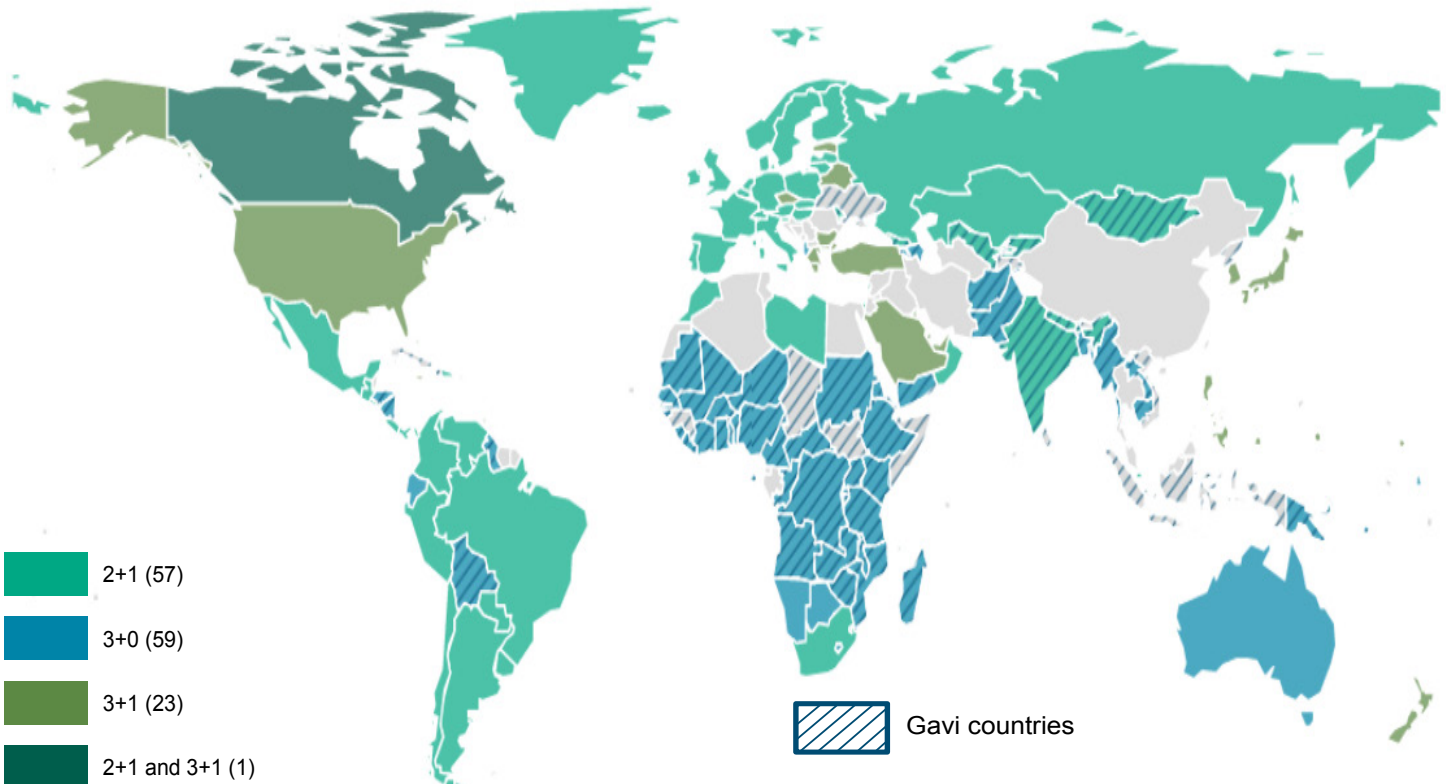 2+1 (57)
3+0 (59)
3+1 (23)
2+1 and 3+1 (1)
Gavi countries